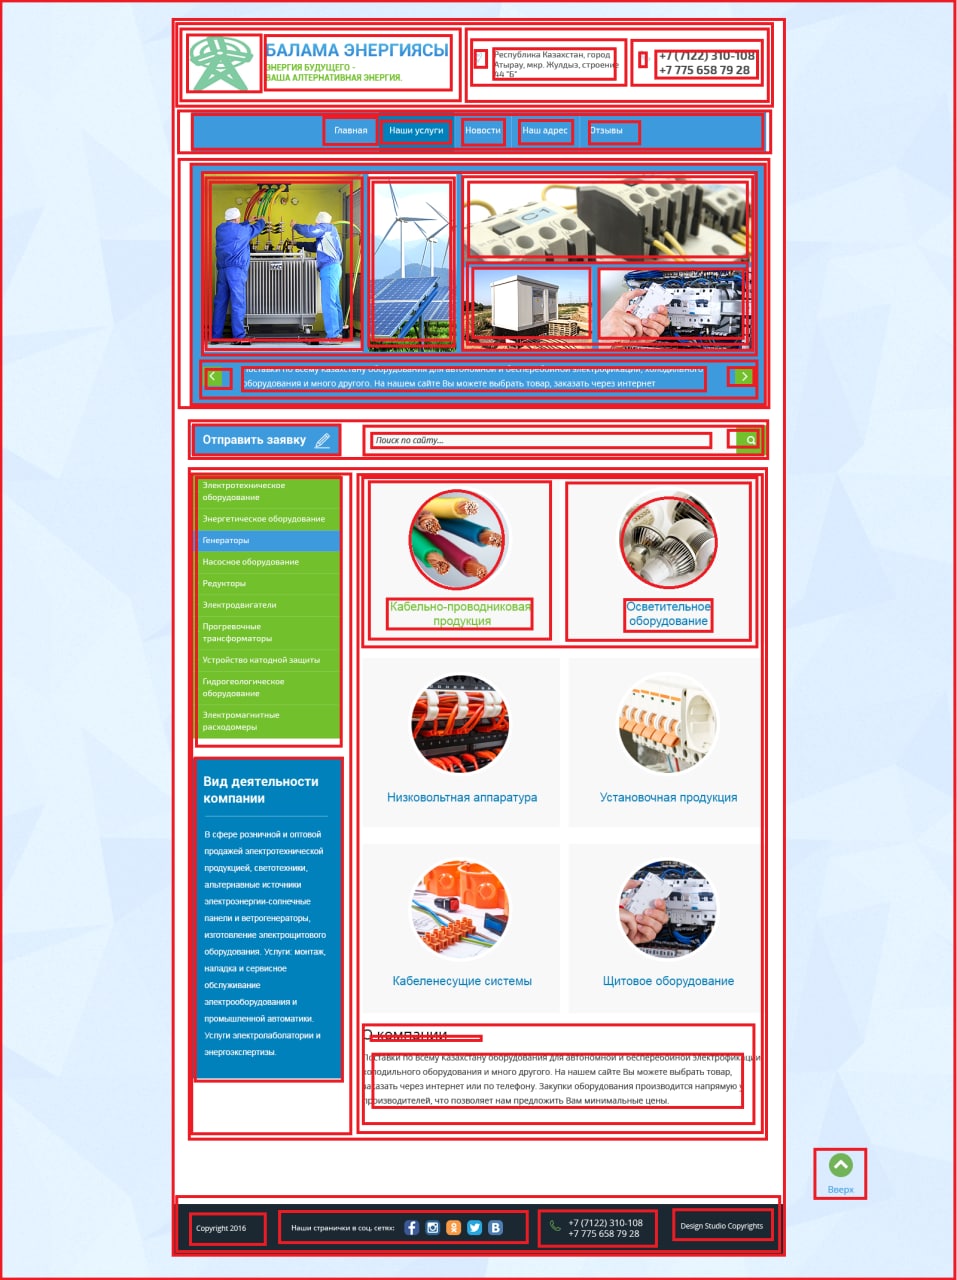 БАЛАМА ЭНЕРГИЯСЫ
ЭНЕРГИЯ БУДУЩЕГО -
ВАША АЛТЕРНАТИВНАЯ ЭНЕРГИЯ.
Республика Казахстан, город
Атырау, мкр. Жулдыз, строение
44 "Б"
+7 (7122) 310-108
+7 775 658 79 28
Главная
Наши услуги
Новости
Наш адрес
Отзывы
С1
Поставки по всему Казахстану оборудования для автономной и бесперебойной электрофикации, холодильного
оборудования и много другого. На нашем сайте Вы можете выбрать товар, заказать через интернет
Отправить заявку
Поиск по сайту...
Электротехническое
оборудование
Энергетическое оборудование
Генераторы
Насосное оборудование
Редукторы
Электродвигатели
Прогревочные
трансформаторы
Устройство катодной защиты
Гидрогеологическое
оборудование
Электромагнитные
расходомеры
Вид деятельности
компании
В сфере розничной и оптовой
продажей электротехнической
продукцией, светотехники,
альтернавные источники
электроэнергии-солнечные
панели и ветрогенераторы,
изготовление электрощитового
оборудования. Услуги: монтаж,
наладка и сервисное
обслуживание
электрооборудования и
промышленной автоматики.
Услуги электролаболатории и
энергоэкспертизы.
Кабельно-проводниковая
продукция
Осветительное
оборудование
Низковольтная аппаратура
Установочная продукция
Кабеленесущие системы
Щитовое оборудование
О компании
Поставки по всему Казахстану оборудования для автономной и бесперебойной электрофикации
холодильного оборудования и много другого. На нашем сайте Вы можете выбрать товар,
заказать через интернет или по телефону. Закупки оборудования производится напрямую у
производителей, что позволяет нам предложить Вам минимальные цены.
Вверх
Copyright 2016
Наши странички в соц. сетях:
+7 (7122) 310-108
+7 775 658 79 28
Design Studio Copyrights